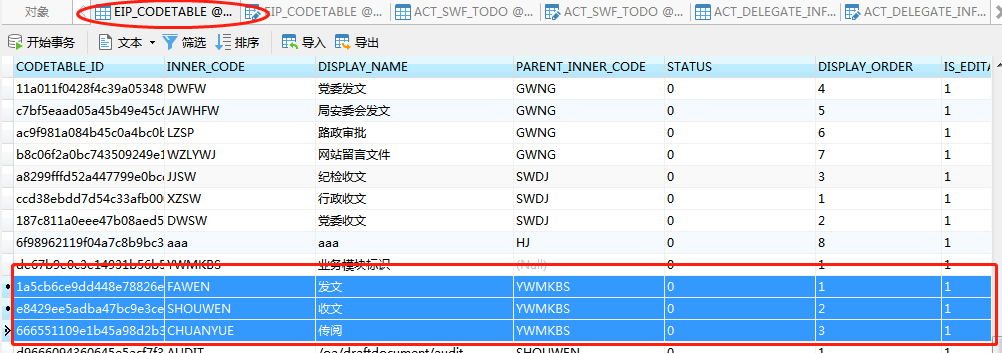 对象 EIP_CODETABLE @... EIP_CODETABLE @... ACT_SWF_TODO @... ACT_SWF_TODO @... ACT_DELEGATE_INF... ACT_DELEGATE_INF...
开始事务 文本 筛选 排序 导入 导出
CODETABLE_ID INNER_CODE DISPLAY_NAME PARENT_INNER_CODE STATUS DISPLAY_ORDER IS_EDITA
11a011f0428f4c39a05348 DWFW 党委发文 GWNG 0 4 1
c7bf5eaad05a45b49e45c6 JAWHFW 局安委会发文 GWNG 0 5 1
ac9f981a084b45c0a4bc0b LZSP 路政审批 GWNG 0 6 1
b8c06f2a0bc743509249e1 WZLYWJ 网站留言文件 GWNG 0 7 1
a8299fffd52a447799e0bc JJSW 纪检收文 SWDJ 0 3 1
ccd38ebdd7d54c33afb00 XZSW 行政收文 SWDJ 0 1 1
187c811a0eee47b08aed5 DWSW 党委收文 SWDJ 0 2 1
6f98962119f04a7c8b9bc3 aaa aaa HJ 0 8 1
YWMKBS 业务模块标识 (Null) 0 1 1
1a5cb6ce9dd448e78826e FAWEN 发文 YWMKBS 0 1 1
e8429ee5adba47bc9e3ce SHOUWEN 收文 YWMKBS 0 2 1
666551109e1b45a98d2b3 CHUANYUE 传阅 YWMKBS 0 3 1
AUDIT /oa/draftdocument/audit SHOUWEN 0 1 1